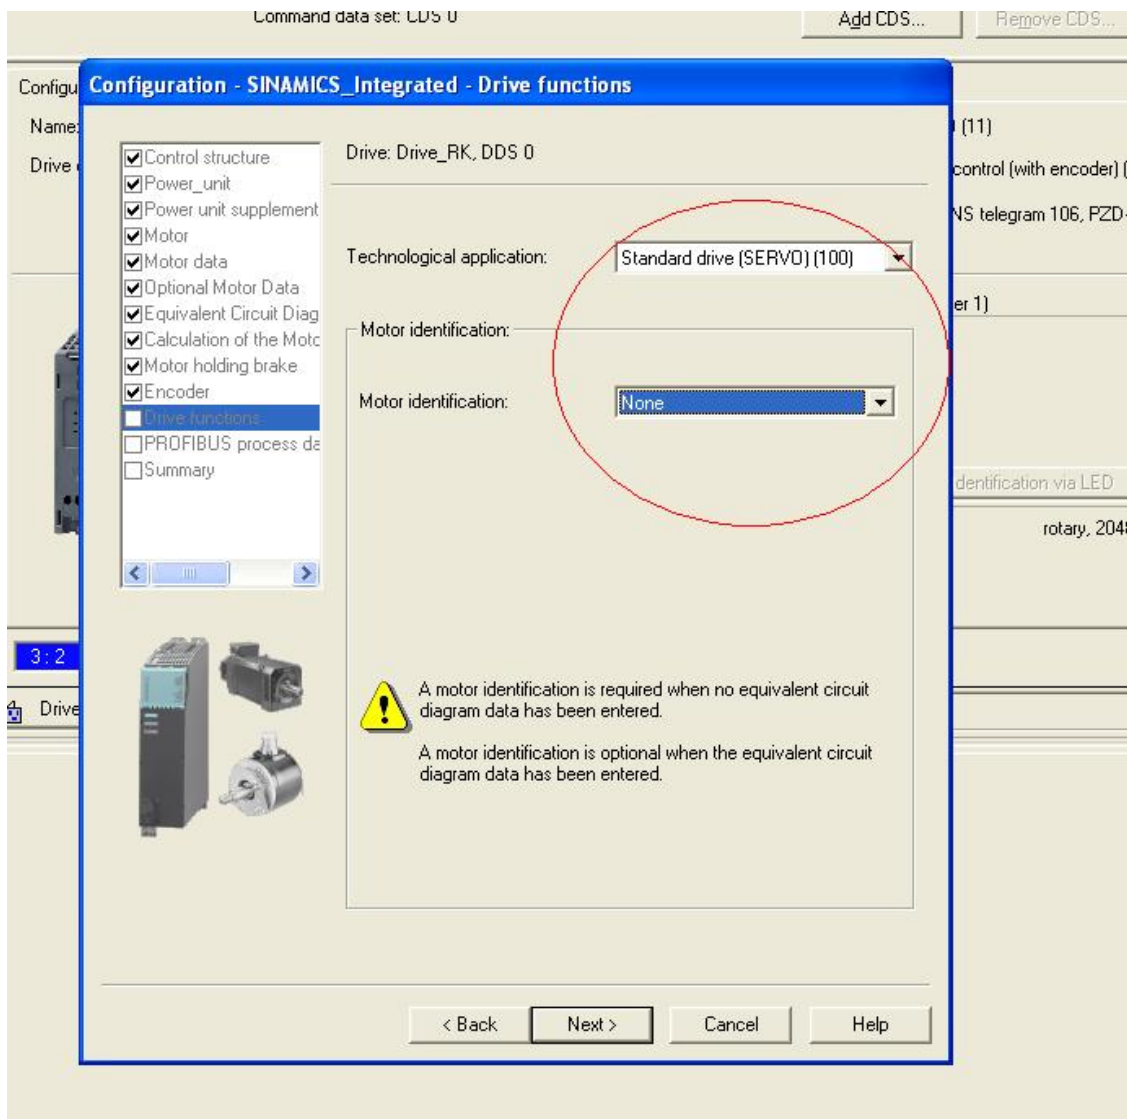 Command data set: CDS 0
Add CDS...
Remove CDS...
Configuration - SINAMICS_Integrated - Drive functions
Configu
Name:
Drive
(11)
control (with encoder) (
NS telegram 106, PZD-
er 1)
dentification via LED
rotary, 2048
Drive: Drive_RK, DDS 0
Control structure
Power_unit
Power unit supplement
Motor
Motor data
Optional Motor Data
Equivalent Circuit Diag
Calculation of the Moto
Motor holding brake
Encoder
Drive functions
PROFIBUS process da
Summary
Technological application:
Standard drive (SERVO) (100)
Motor identification:
Motor identification:
None
3:2
Drive
A motor identification is required when no equivalent circuit
diagram data has been entered.
A motor identification is optional when the equivalent circuit
diagram data has been entered.
< Back
Next >
Cancel
Help